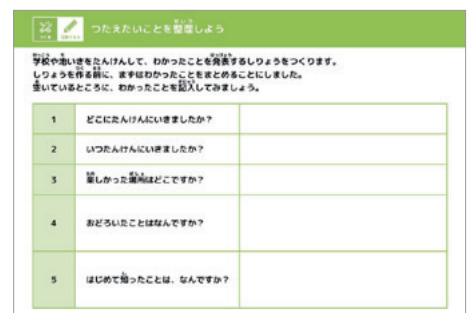 つたえたいことを整理しよう
学校や地いきをたんけんして、わかったことを発表するしりょうをつくります。
しりょうを作る前に、まずはわかったことをまとめることにしました。
空いているところに、わかったことを記入してみましょう。
1 どこにたんけんにいきましたか？
2 いつたんけんにいきましたか？
3 楽しかった場所はどこですか？
4 おどろいたことはなんですか？
5 はじめて知ったことは、なんですか？